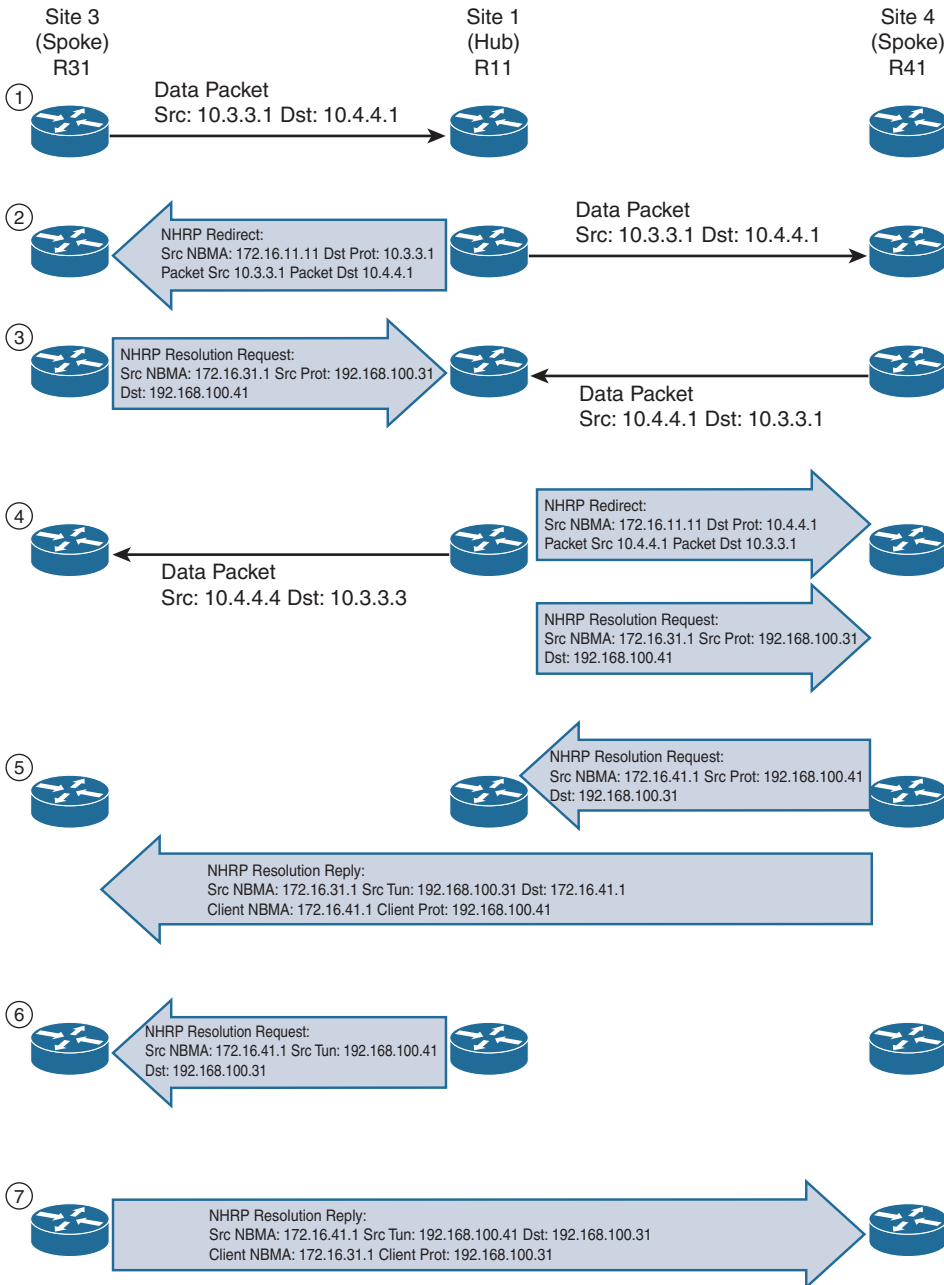 Site 3
(Spoke)
R31
Site 1
(Hub)
R11
Site 4
(Spoke)
R41
1
Data Packet
Src: 10.3.3.1 Dst: 10.4.4.1
2
NHRP Redirect:
Src NBMA: 172.16.11.11 Dst Prot: 10.3.3.1
Packet Src 10.3.3.1 Packet Dst 10.4.4.1
Data Packet
Src: 10.3.3.1 Dst: 10.4.4.1
3
NHRP Resolution Request:
Src NBMA: 172.16.31.1 Src Prot: 192.168.100.31
Dst: 192.168.100.41
Data Packet
Src: 10.4.4.1 Dst: 10.3.3.1
4
Data Packet
Src: 10.4.4.4 Dst: 10.3.3.3
NHRP Redirect:
Src NBMA: 172.16.11.11 Dst Prot: 10.4.4.1
Packet Src 10.4.4.1 Packet Dst 10.3.3.1
NHRP Resolution Request:
Src NBMA: 172.16.31.1 Src Prot: 192.168.100.31
Dst: 192.168.100.41
5
NHRP Resolution Request:
Src NBMA: 172.16.41.1 Src Prot: 192.168.100.41
Dst: 192.168.100.31
NHRP Resolution Reply:
Src NBMA: 172.16.31.1 Src Tun: 192.168.100.31 Dst: 172.16.41.1
Client NBMA: 172.16.41.1 Client Prot: 192.168.100.41
6
NHRP Resolution Request:
Src NBMA: 172.16.41.1 Src Tun: 192.168.100.41
Dst: 192.168.100.31
7
NHRP Resolution Reply:
Src NBMA: 172.16.41.1 Src Tun: 192.168.100.41 Dst: 192.168.100.31
Client NBMA: 172.16.31.1 Client Prot: 192.168.100.31